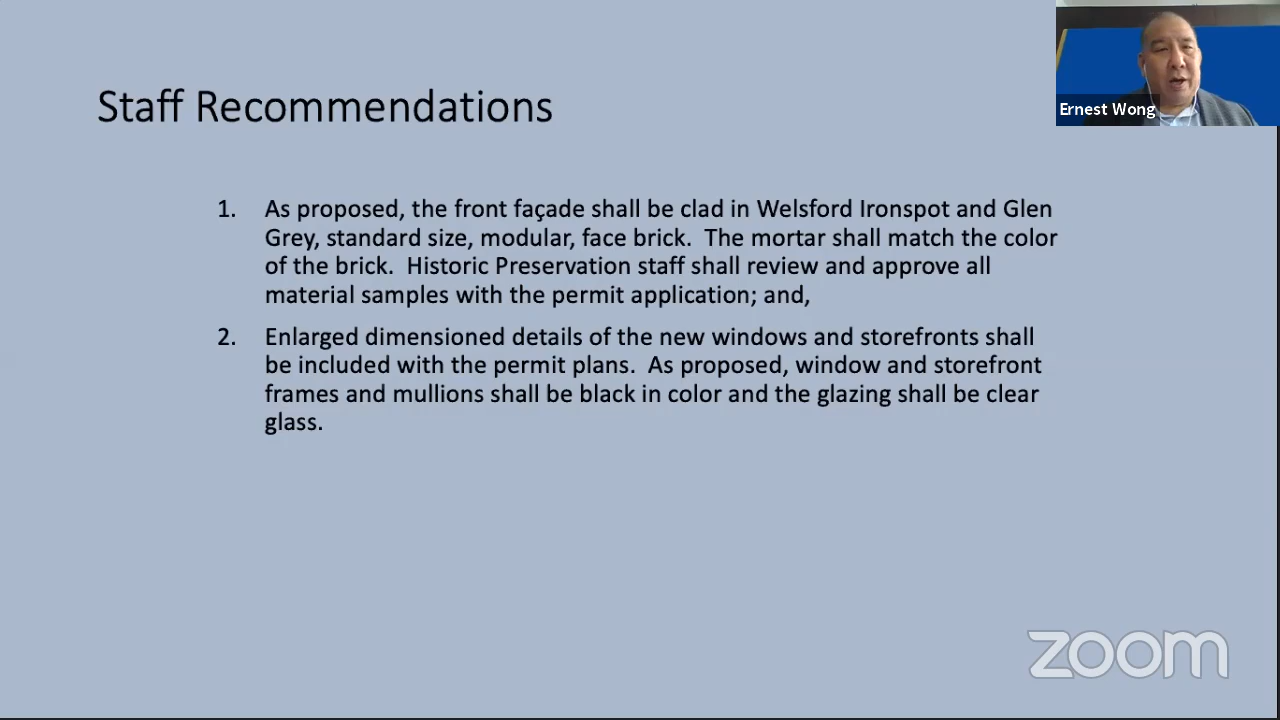 Staff Recommendations
Ernest Wong
1. As proposed, the front façade shall be clad in Welsford Ironspot and Glen
Grey, standard size, modular, face brick.  The mortar shall match the color
of the brick.  Historic Preservation staff shall review and approve all
material samples with the permit application; and,
2. Enlarged dimensioned details of the new windows and storefronts shall
be included with the permit plans.  As proposed, window and storefront
frames and mullions shall be black in color and the glazing shall be clear
glass.
zoom